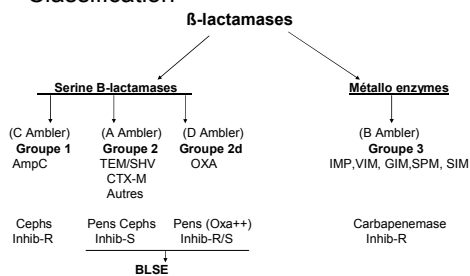 Classification
ß-lactamases
Serine B-lactamases
Métallo enzymes
(C Ambler) (A Ambler) (D Ambler) (B Ambler)
Groupe 1 Groupe 2 Groupe 2d Groupe 3
AmpC TEM/SHV OXA IMP,VIM, GIM,SPM, SIM
CTX-M
Autres
Cephs Pens Cephs Pens (Oxa++) Carbapenemase
Inhib-R Inhib-S Inhib-R/S Inhib-R
BLSE